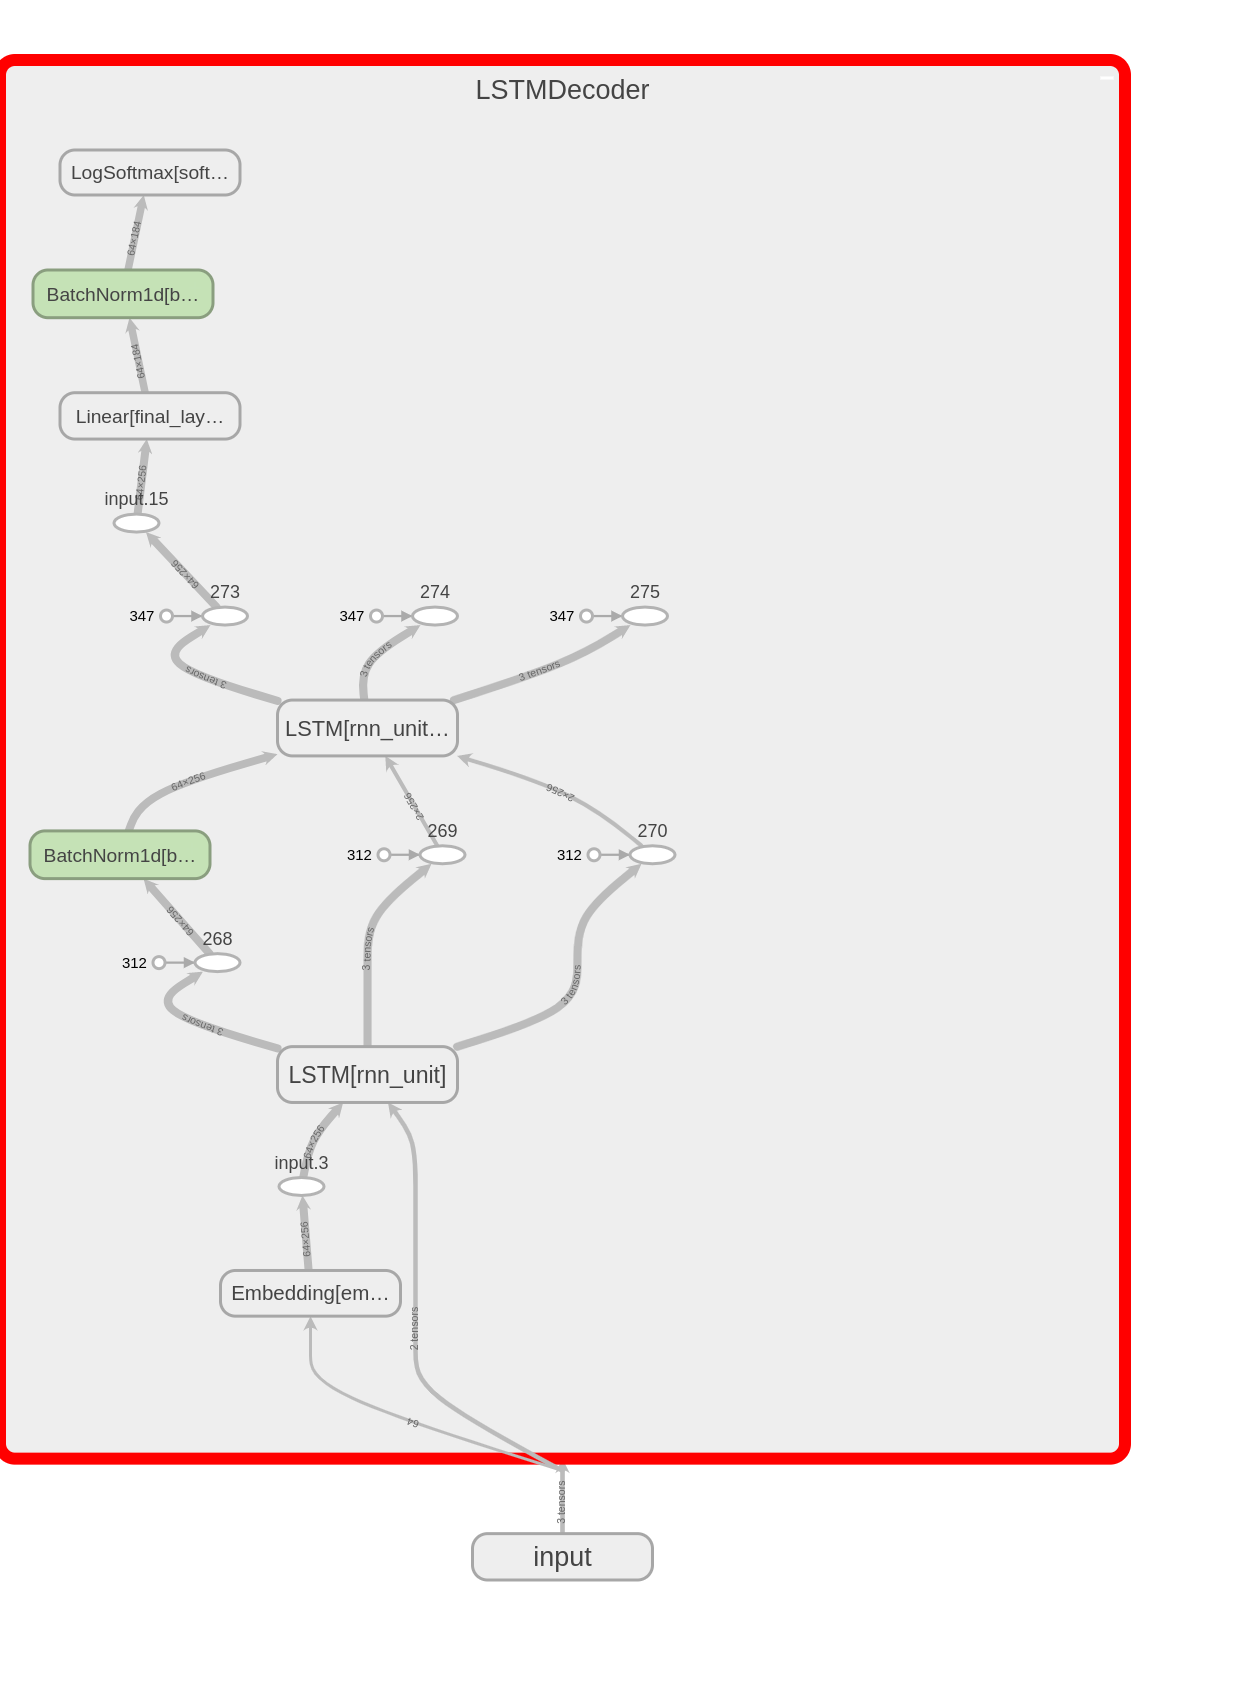 LSTMDecoder
LogSoftmax[soft…
64×184
BatchNorm1d[b…
64×184
Linear[final_lay…
64×256
input.15
64×256
273
274
275
347
347
347
3 tensors
3 tensors
3 tensors
LSTM[rnn_unit…
64×256
2×256
2×256
269
270
BatchNorm1d[b…
312
312
64×256
268
312
3 tensors
3 tensors
3 tensors
LSTM[rnn_unit]
64×256
input.3
64×256
Embedding[em…
2 tensors
64
3 tensors
input